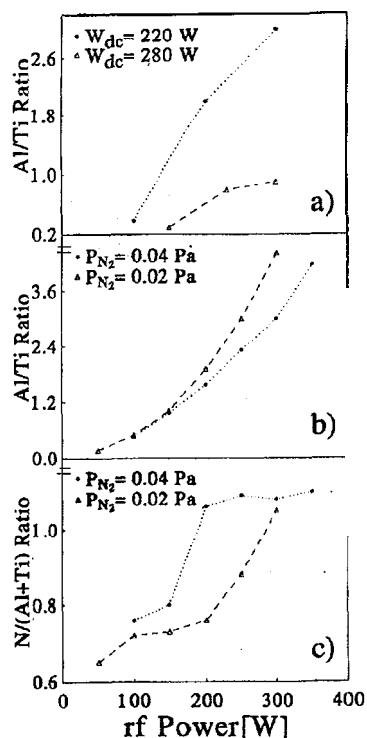 W_dc= 220 W
W_dc= 280 W
2.6
1.8
1.0
0.2
Al/Ti Ratio
a)
P_N2= 0.04 Pa
P_N2= 0.02 Pa
3.6
2.4
1.2
0.0
Al/Ti Ratio
b)
P_N2= 0.04 Pa
P_N2= 0.02 Pa
1.0
0.8
0.6
N/(Al+Ti) Ratio
c)
0 100 200 300 400
rf Power[W]